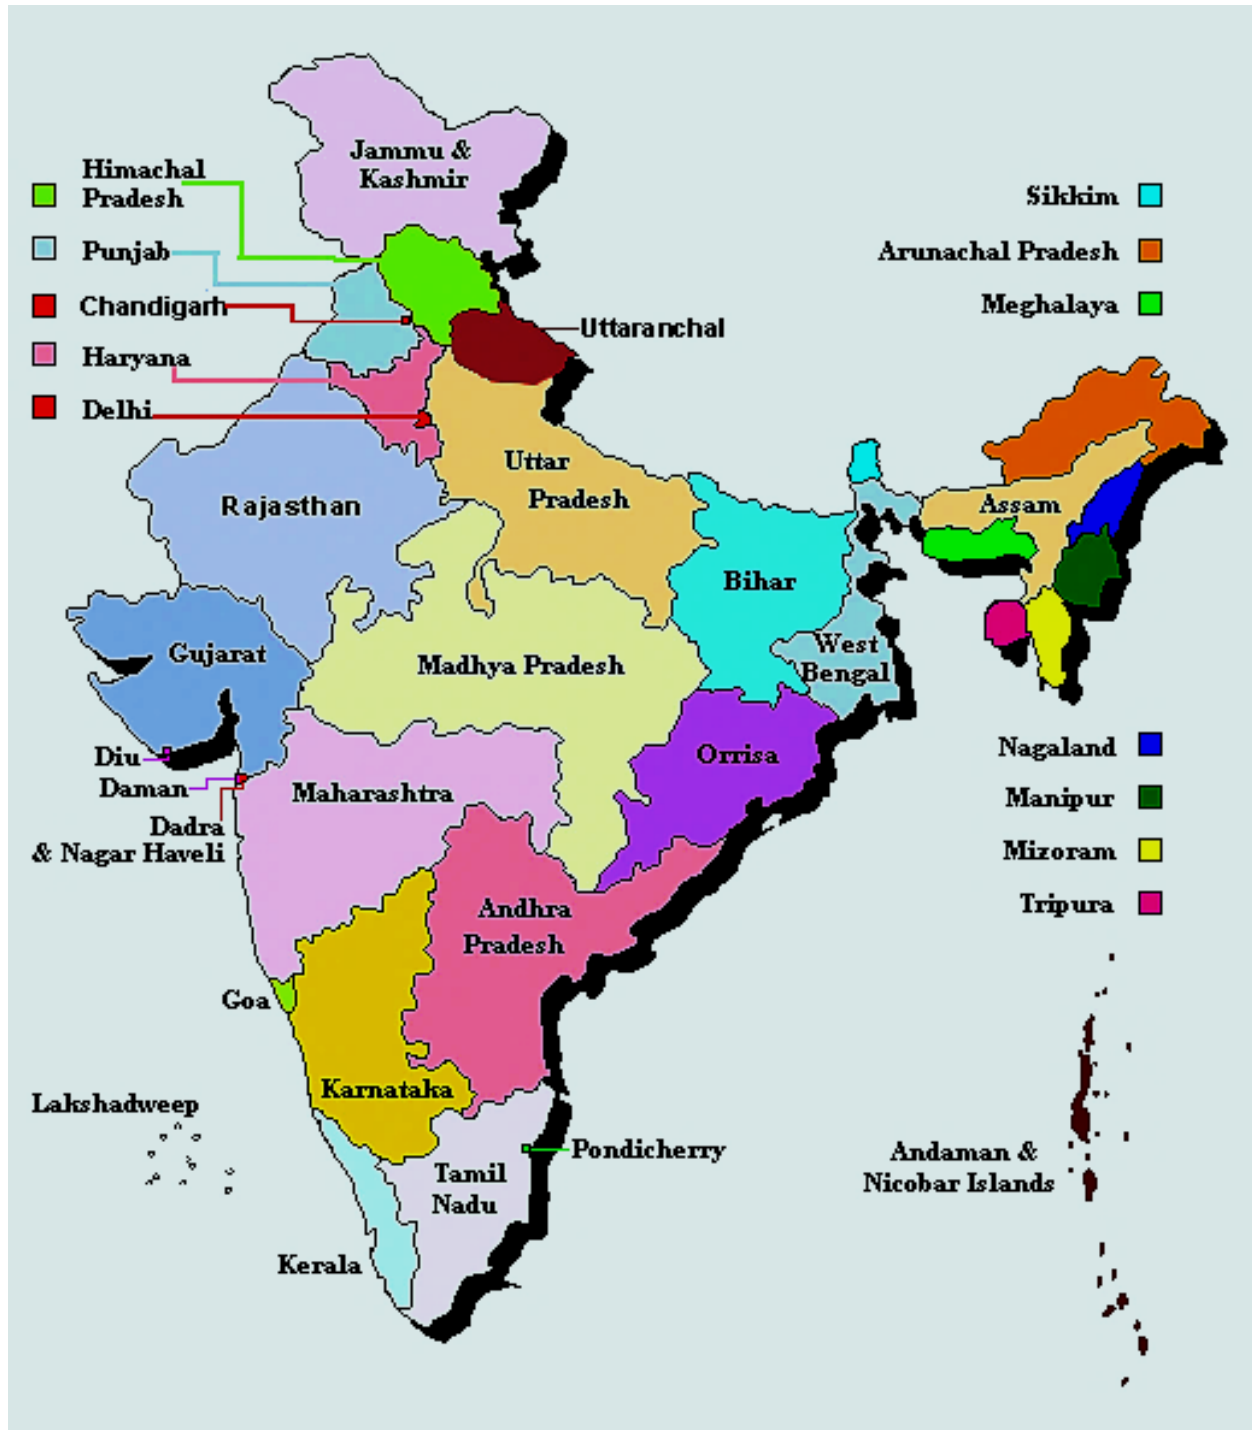 Jammu &
Kashmir
Himachal
Pradesh
Punjab
Chandigarh
Haryana
Delhi
Sikkim
Arunachal Pradesh
Meghalaya
Uttaranchal
Uttar
Pradesh
Rajasthan
Assam
Bihar
Gujarat
Madhya Pradesh
West
Bengal
Diu
Daman
Dadra
& Nagar Haveli
Maharashtra
Orrisa
Nagaland
Manipur
Mizoram
Tripura
Andhra
Pradesh
Goa
Karnataka
Lakshadweep
Pondicherry
Tamil
Nadu
Kerala
Andaman &
Nicobar Islands